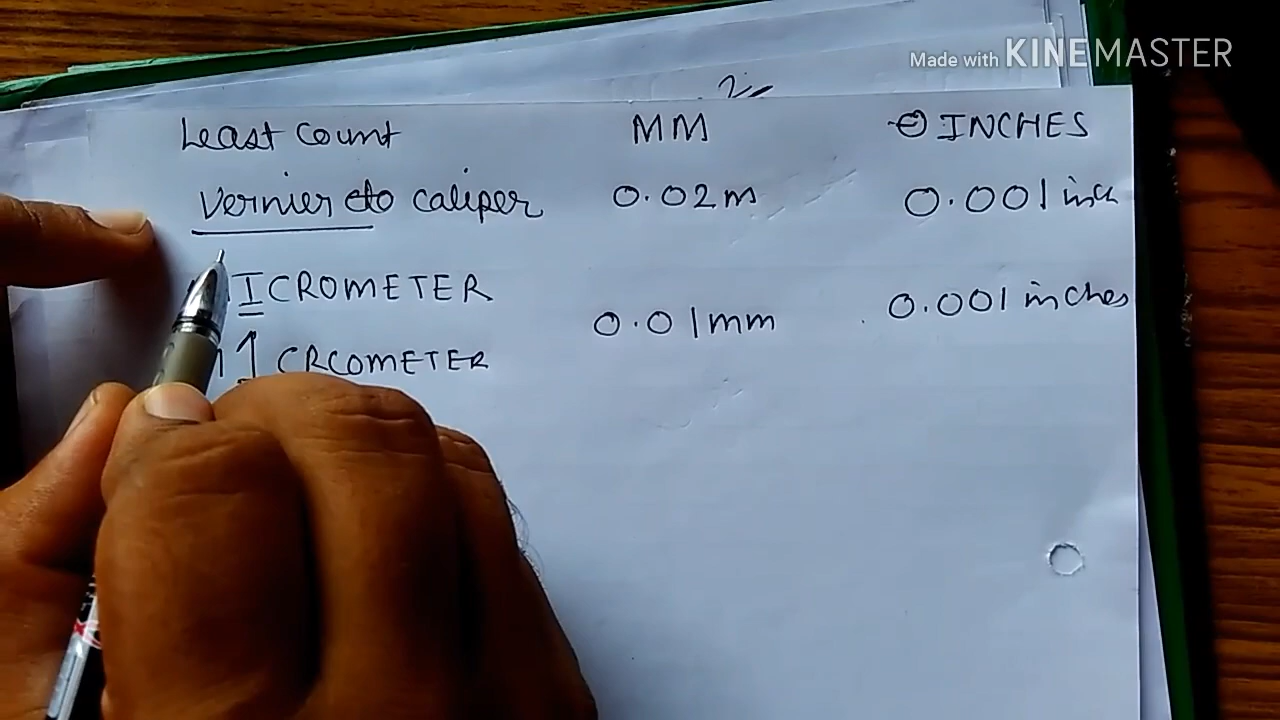 Made with KINEMASTER
Least count MM INCHES
vernier caliper 0.02m 0.001 inch
ICROMETER 0.01mm 0.001 inches
CRCOMETER